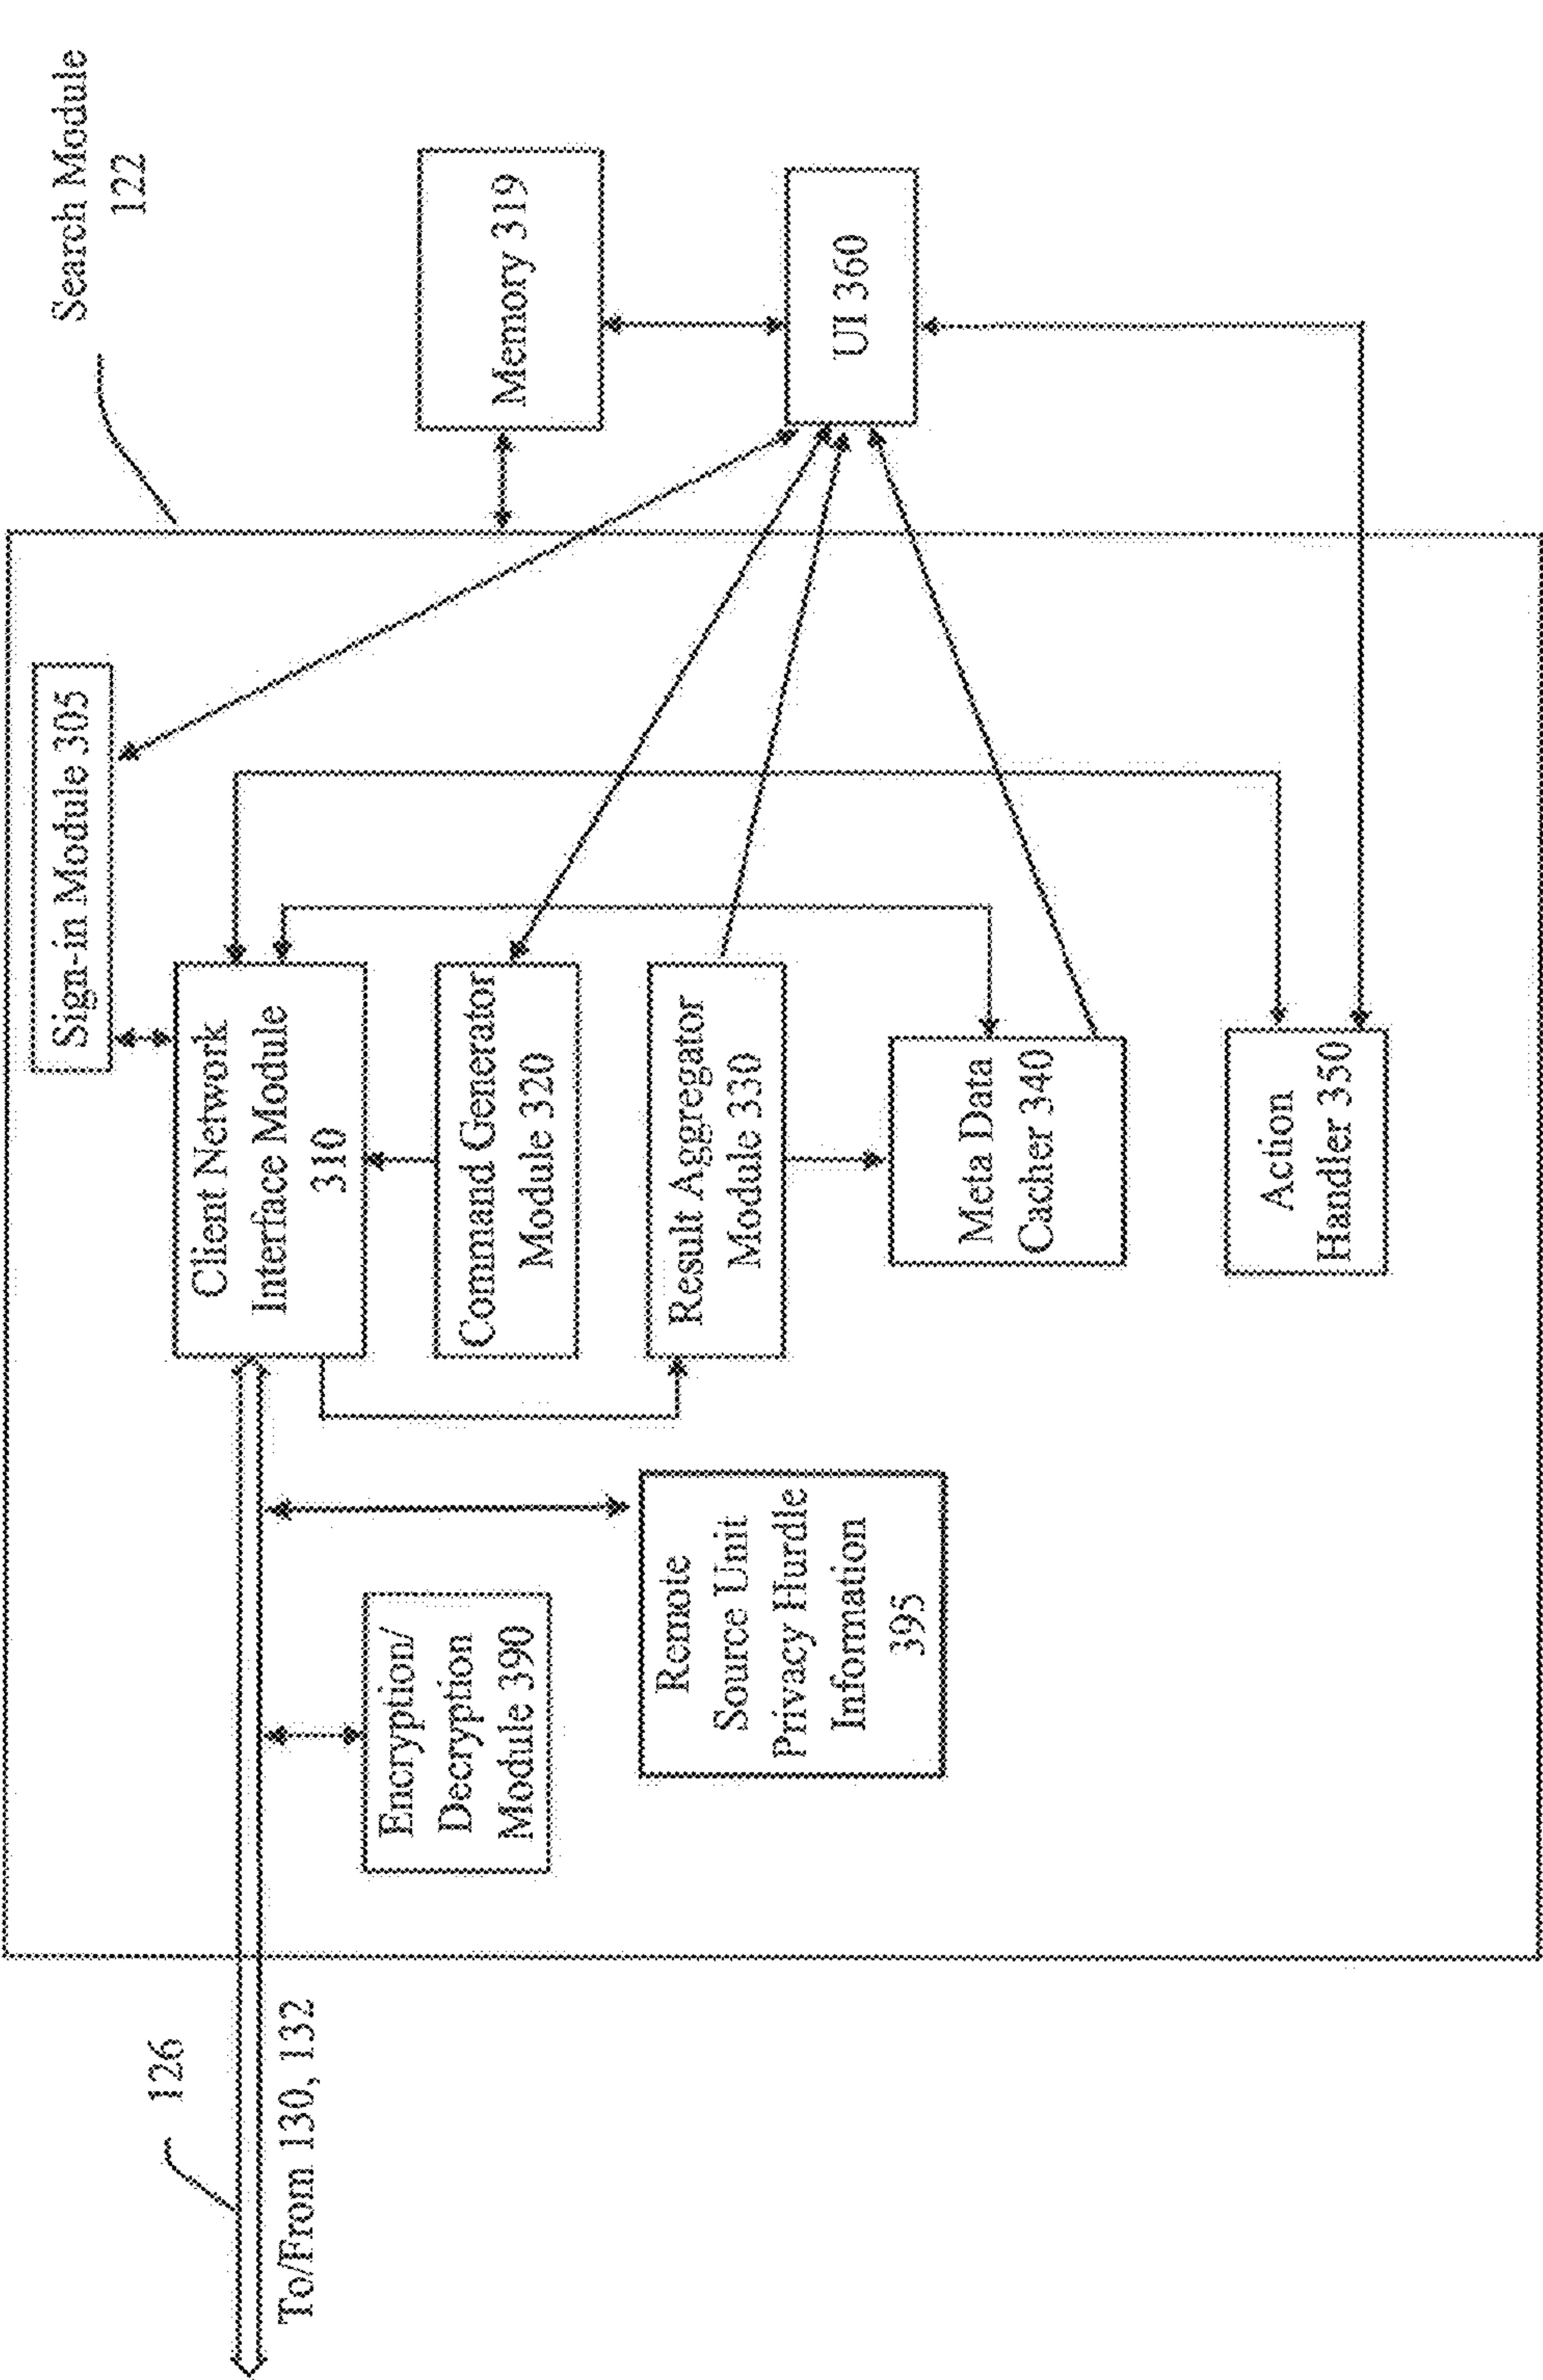 Search Module
122
Sign-in Module 305
Memory 319
UI 360
Client Network
Interface Module
310
Command Generator
Module 320
Result Aggregator
Module 330
Meta Data
Cacher 340
Action
Handler 350
Encryption/
Decryption
Module 390
Remote
Source Unit
Privacy Hurdle
Information
395
126
To/From 130, 132